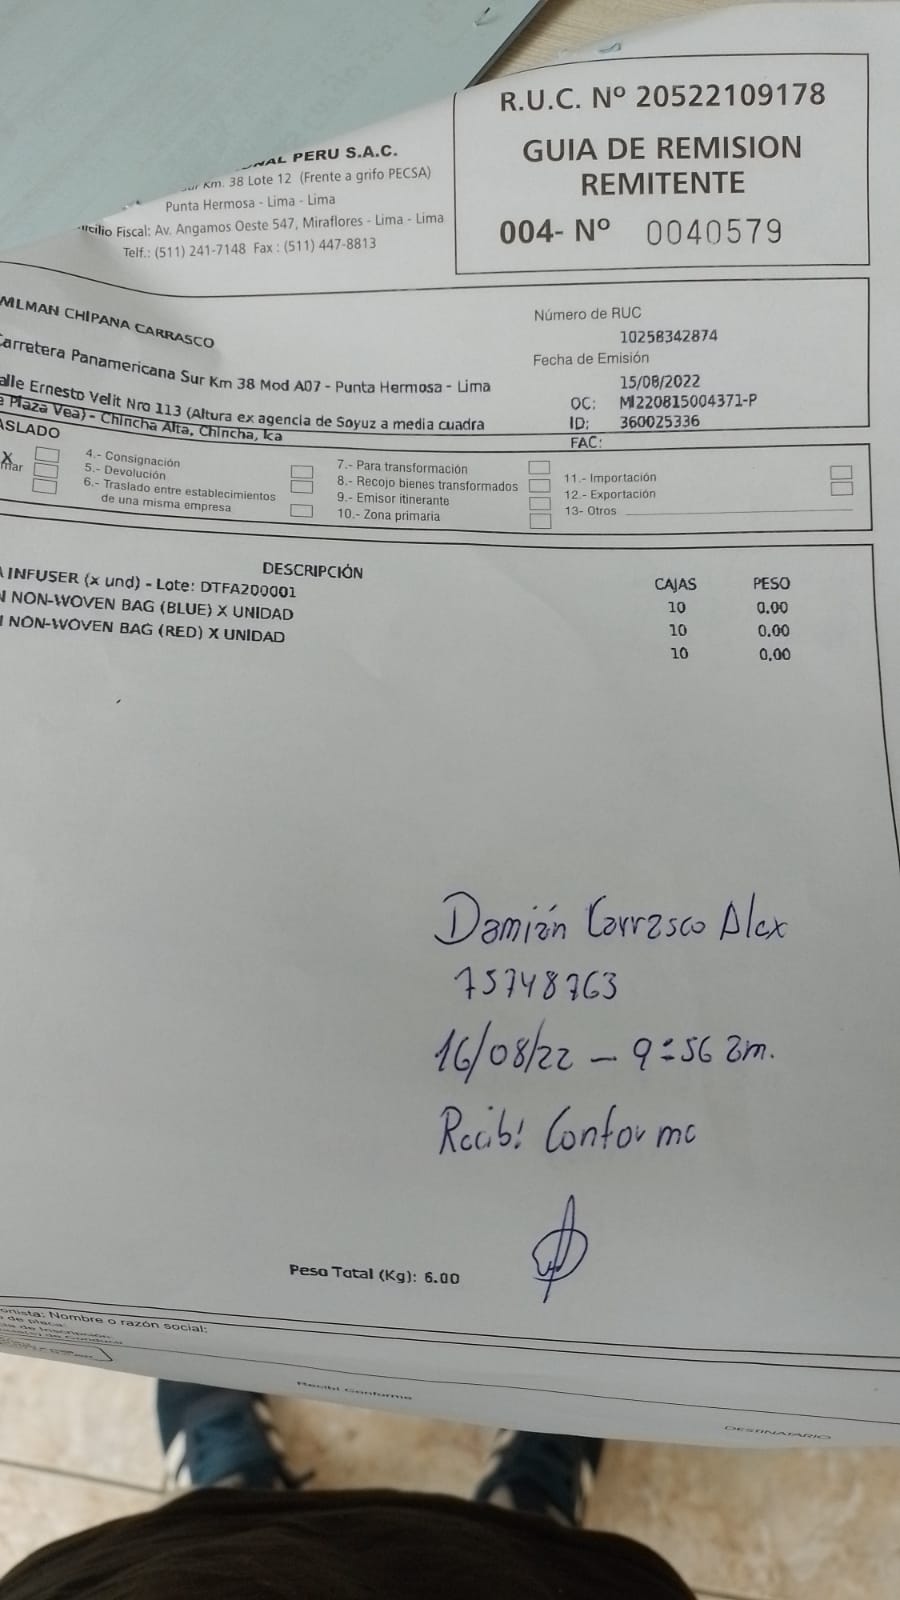 R.U.C. Nº 20522109178
GUIA DE REMISION
REMITENTE
004- Nº 0040579
PERU S.A.C.
Km. 38 Lote 12 (Frente a grifo PECSA)
Punta Hermosa - Lima - Lima
Fiscal: Av. Angamos Oeste 547, Miraflores - Lima - Lima
Telf.: (511) 241-7148 Fax : (511) 447-8813
CHIPANA CARRASCO
Carretera Panamericana Sur Km 38 Mod A07 - Punta Hermosa - Lima
Ernesto Velit Nro 113 (Altura ex agencia de Soyuz a media cuadra
Plaza Vea) - Chincha Alta, Chincha, Ica
Número de RUC
10258342874
Fecha de Emisión
15/08/2022
OC: MI220815004371-P
ID: 360025336
FAC:
X
4.- Consignación
5.- Devolución
6.- Traslado entre establecimientos
de una misma empresa
7.- Para transformación
8.- Recojo bienes transformados
9.- Emisor itinerante
10.- Zona primaria
11.- Importación
12.- Exportación
13- Otros
DESCRIPCIÓN CAJAS PESO
INFUSER (x und) - Lote: DTFA200001 10 0.00
NON-WOVEN BAG (BLUE) X UNIDAD 10 0.00
NON-WOVEN BAG (RED) X UNIDAD 10 0,00
Damián Carrasco Alex
75748763
16/08/22 - 9:56 am.
Recibí Conforme
Peso Total (Kg): 6.00
Nombre o razón social:
Recibí Conforme
DESTINATARIO